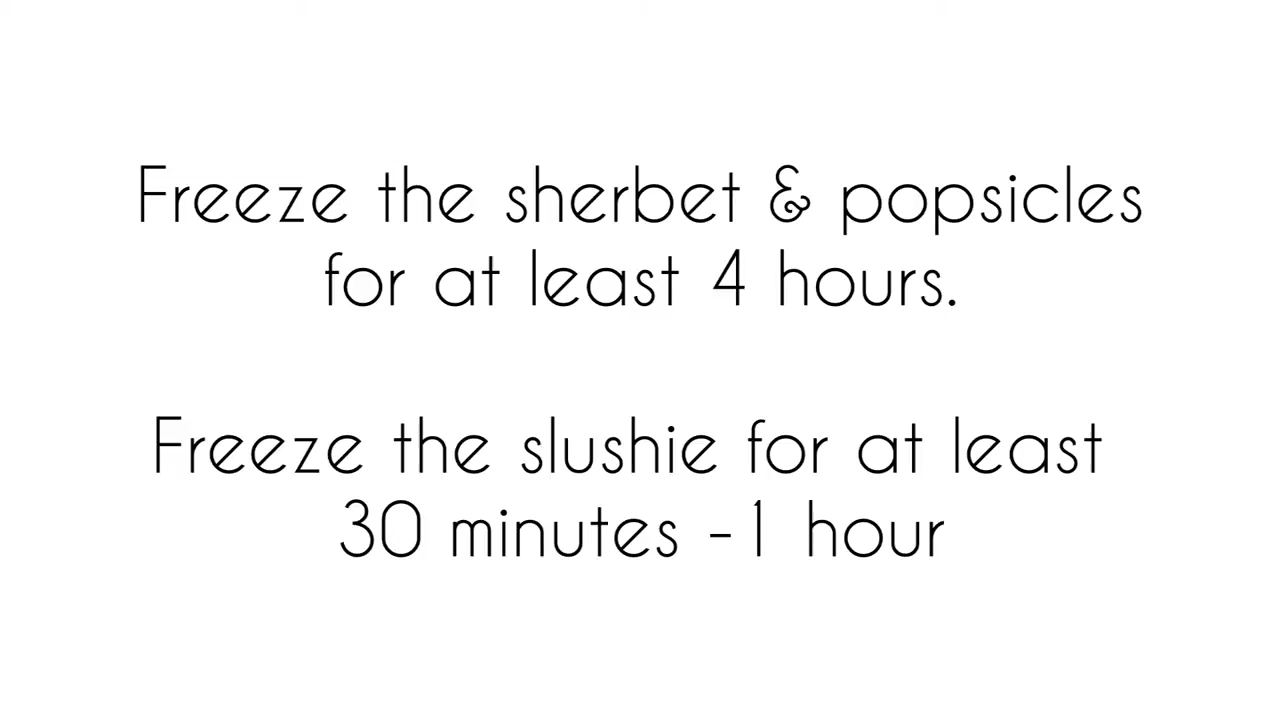 Freeze the sherbet & popsicles
for at least 4 hours.
Freeze the slushie for at least
30 minutes -1 hour